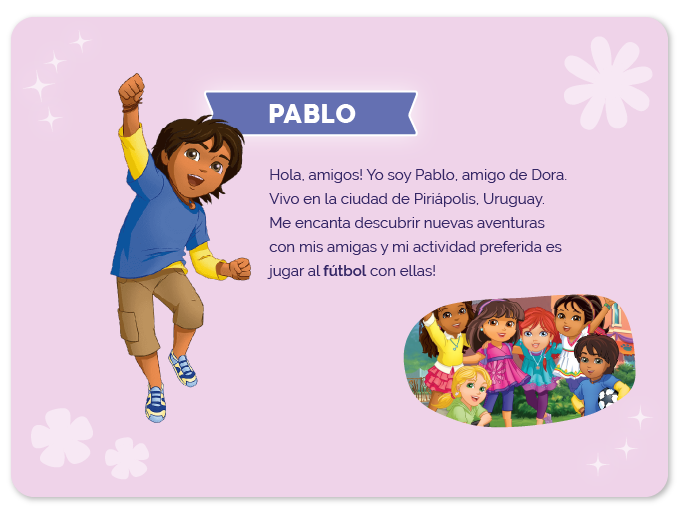 PABLO
Hola, amigos! Yo soy Pablo, amigo de Dora.
Vivo en la ciudad de Piriápolis, Uruguay.
Me encanta descubrir nuevas aventuras
con mis amigas y mi actividad preferida es
jugar al fútbol con ellas!